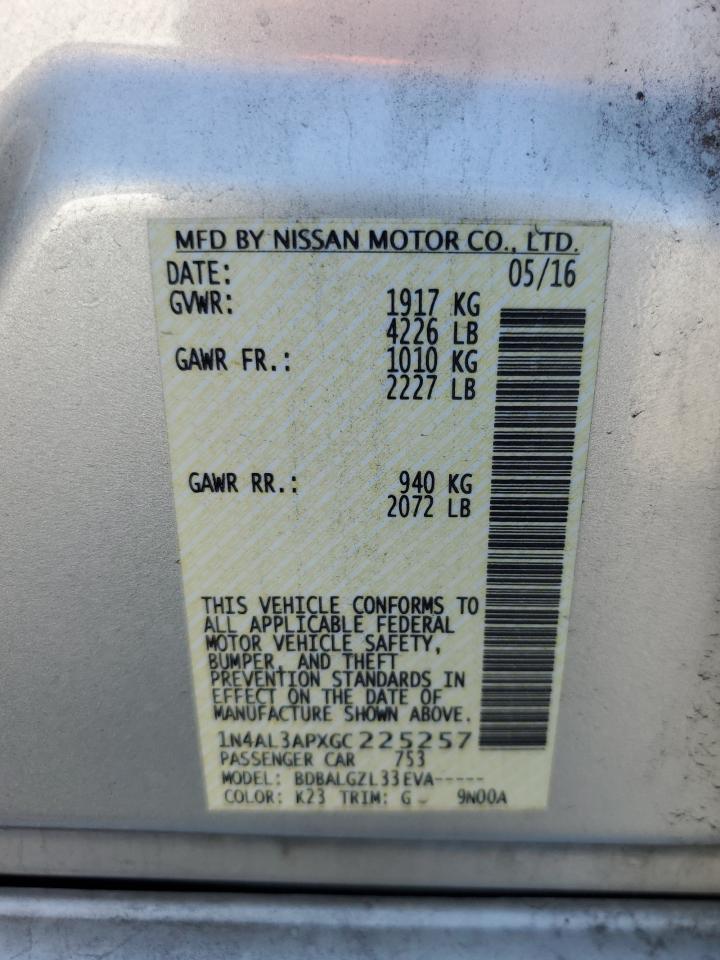 MFD BY NISSAN MOTOR CO., LTD.
DATE: 05/16
GVWR: 1917 KG
4226 LB
GAWR FR.: 1010 KG
2227 LB
GAWR RR.: 940 KG
2072 LB
THIS VEHICLE CONFORMS TO
ALL APPLICABLE FEDERAL
MOTOR VEHICLE SAFETY,
BUMPER, AND THEFT
PREVENTION STANDARDS IN
EFFECT ON THE DATE OF
MANUFACTURE SHOWN ABOVE.
1N4AL3APXGC225257
PASSENGER CAR 753
MODEL: BDBALGZL33EVA-----
COLOR: K23 TRIM: G - 9N00A